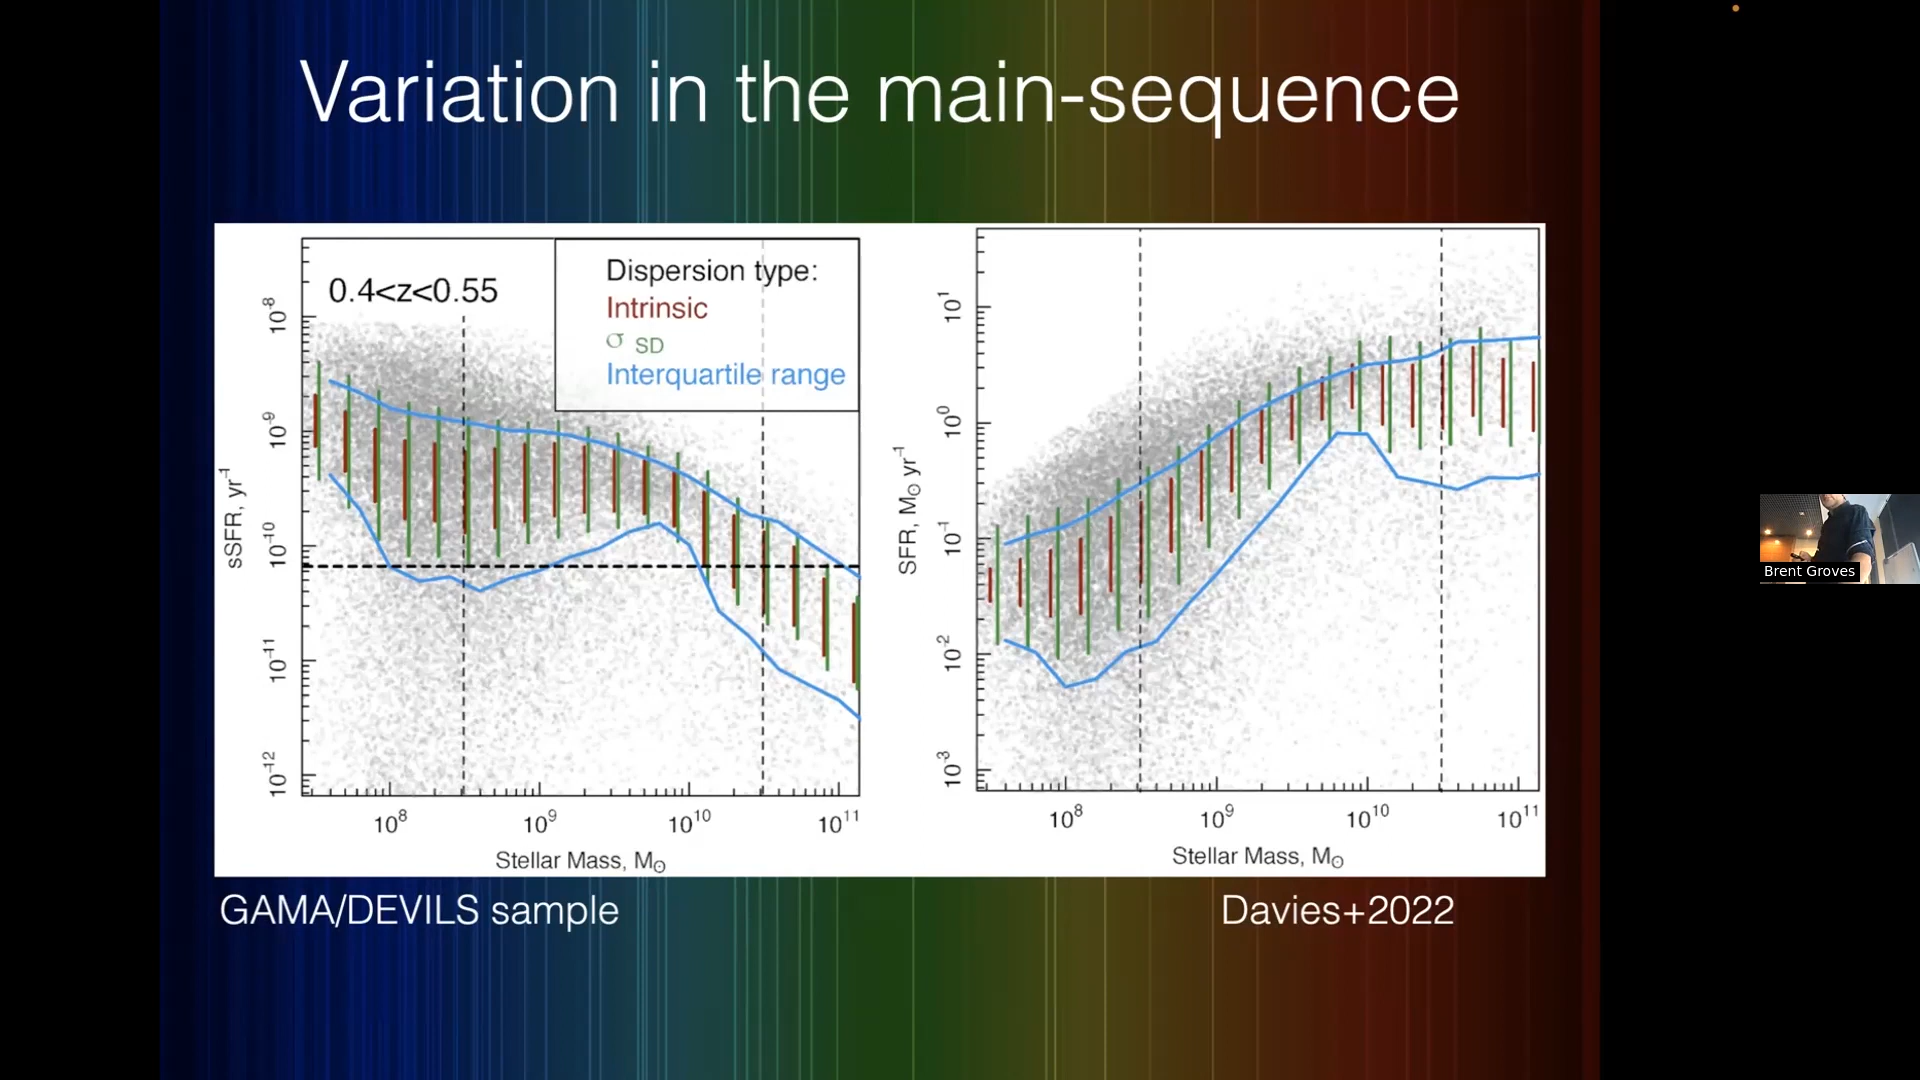 Variation in the main-sequence
0.4<z<0.55
Dispersion type:
Intrinsic
σ SD
Interquartile range
sSFR, yr⁻¹
10⁻⁸
10⁻⁹
10⁻¹⁰
10⁻¹¹
10⁻¹²
10⁸
10⁹
10¹⁰
10¹¹
Stellar Mass, M⊙
SFR, M⊙ yr⁻¹
10¹
10⁰
10⁻¹
10⁻²
10⁻³
10⁸
10⁹
10¹⁰
10¹¹
Stellar Mass, M⊙
GAMA/DEVILS sample
Davies+2022
Brent Groves